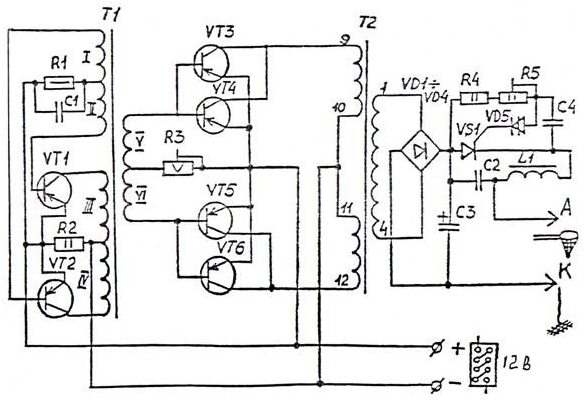 T1
VT3
T2
I
R1
C1
II
VT4
9
10
1
VD1÷
VD4
R4
R5
VD5
C4
VS1
C2
L1
VT1
V
R3
VI
III
R2
VT5
11
C3
A
VT2
IV
VT6
12
4
K
+
−
12В